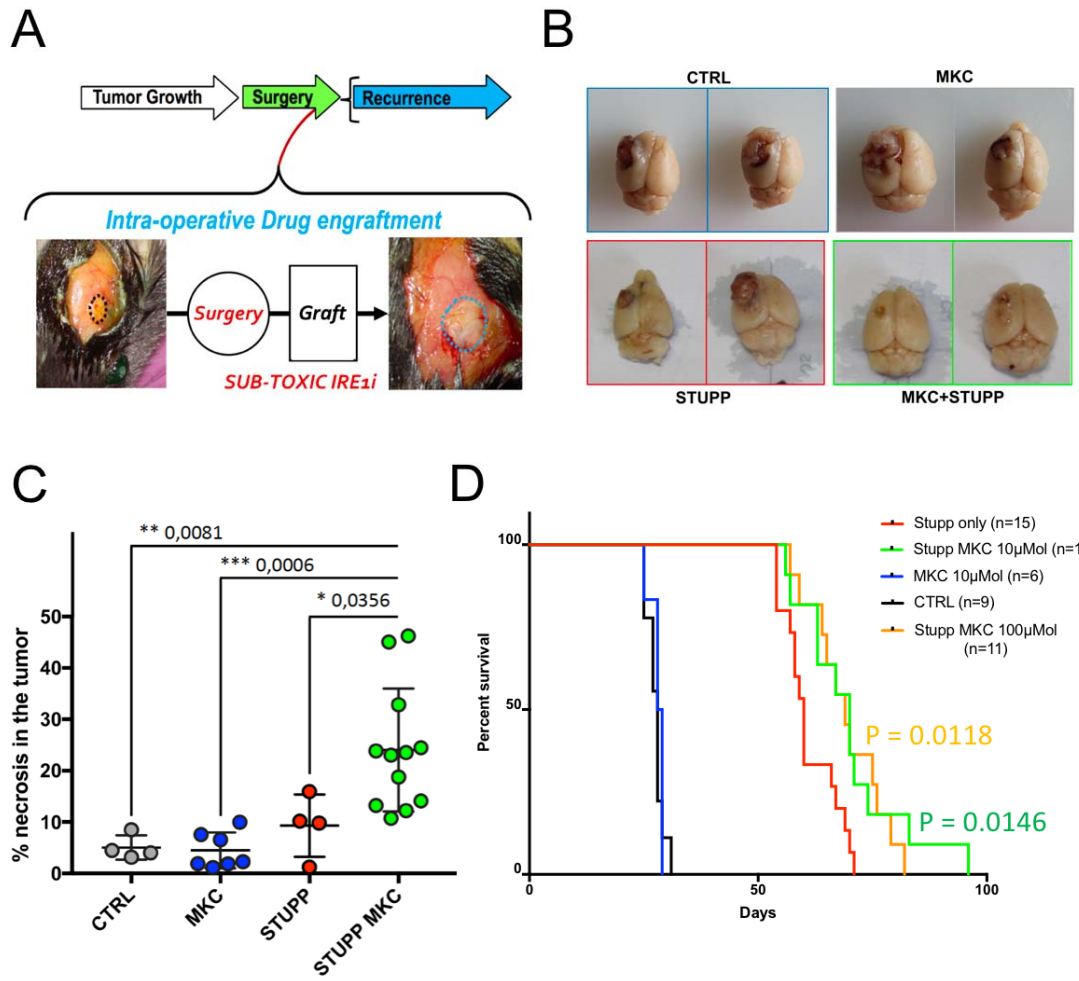 A
Tumor Growth
Surgery
Recurrence
Intra-operative Drug engraftment
Surgery
Graft
SUB-TOXIC IRE1i
B
CTRL
MKC
STUPP
MKC+STUPP
C
% necrosis in the tumor
50
40
30
20
10
0
** 0,0081
*** 0,0006
* 0,0356
CTRL
MKC
STUPP
STUPP MKC
D
Percent survival
100
50
0
0
50
100
Days
Stupp only (n=15)
Stupp MKC 10µMol (n=1
MKC 10µMol (n=6)
CTRL (n=9)
Stupp MKC 100µMol
(n=11)
P = 0.0118
P = 0.0146